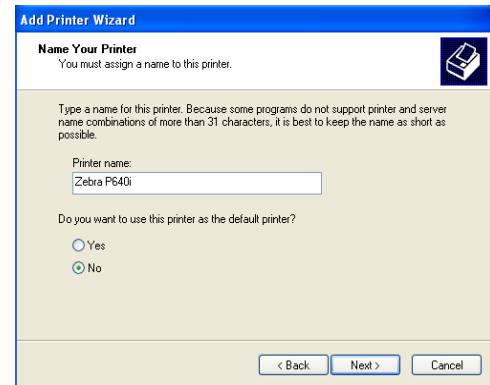 Add Printer Wizard
Name Your Printer
You must assign a name to this printer.
Type a name for this printer. Because some programs do not support printer and server
name combinations of more than 31 characters, it is best to keep the name as short as
possible.
Printer name:
Zebra P640i
Do you want to use this printer as the default printer?
Yes
No
< Back Next > Cancel